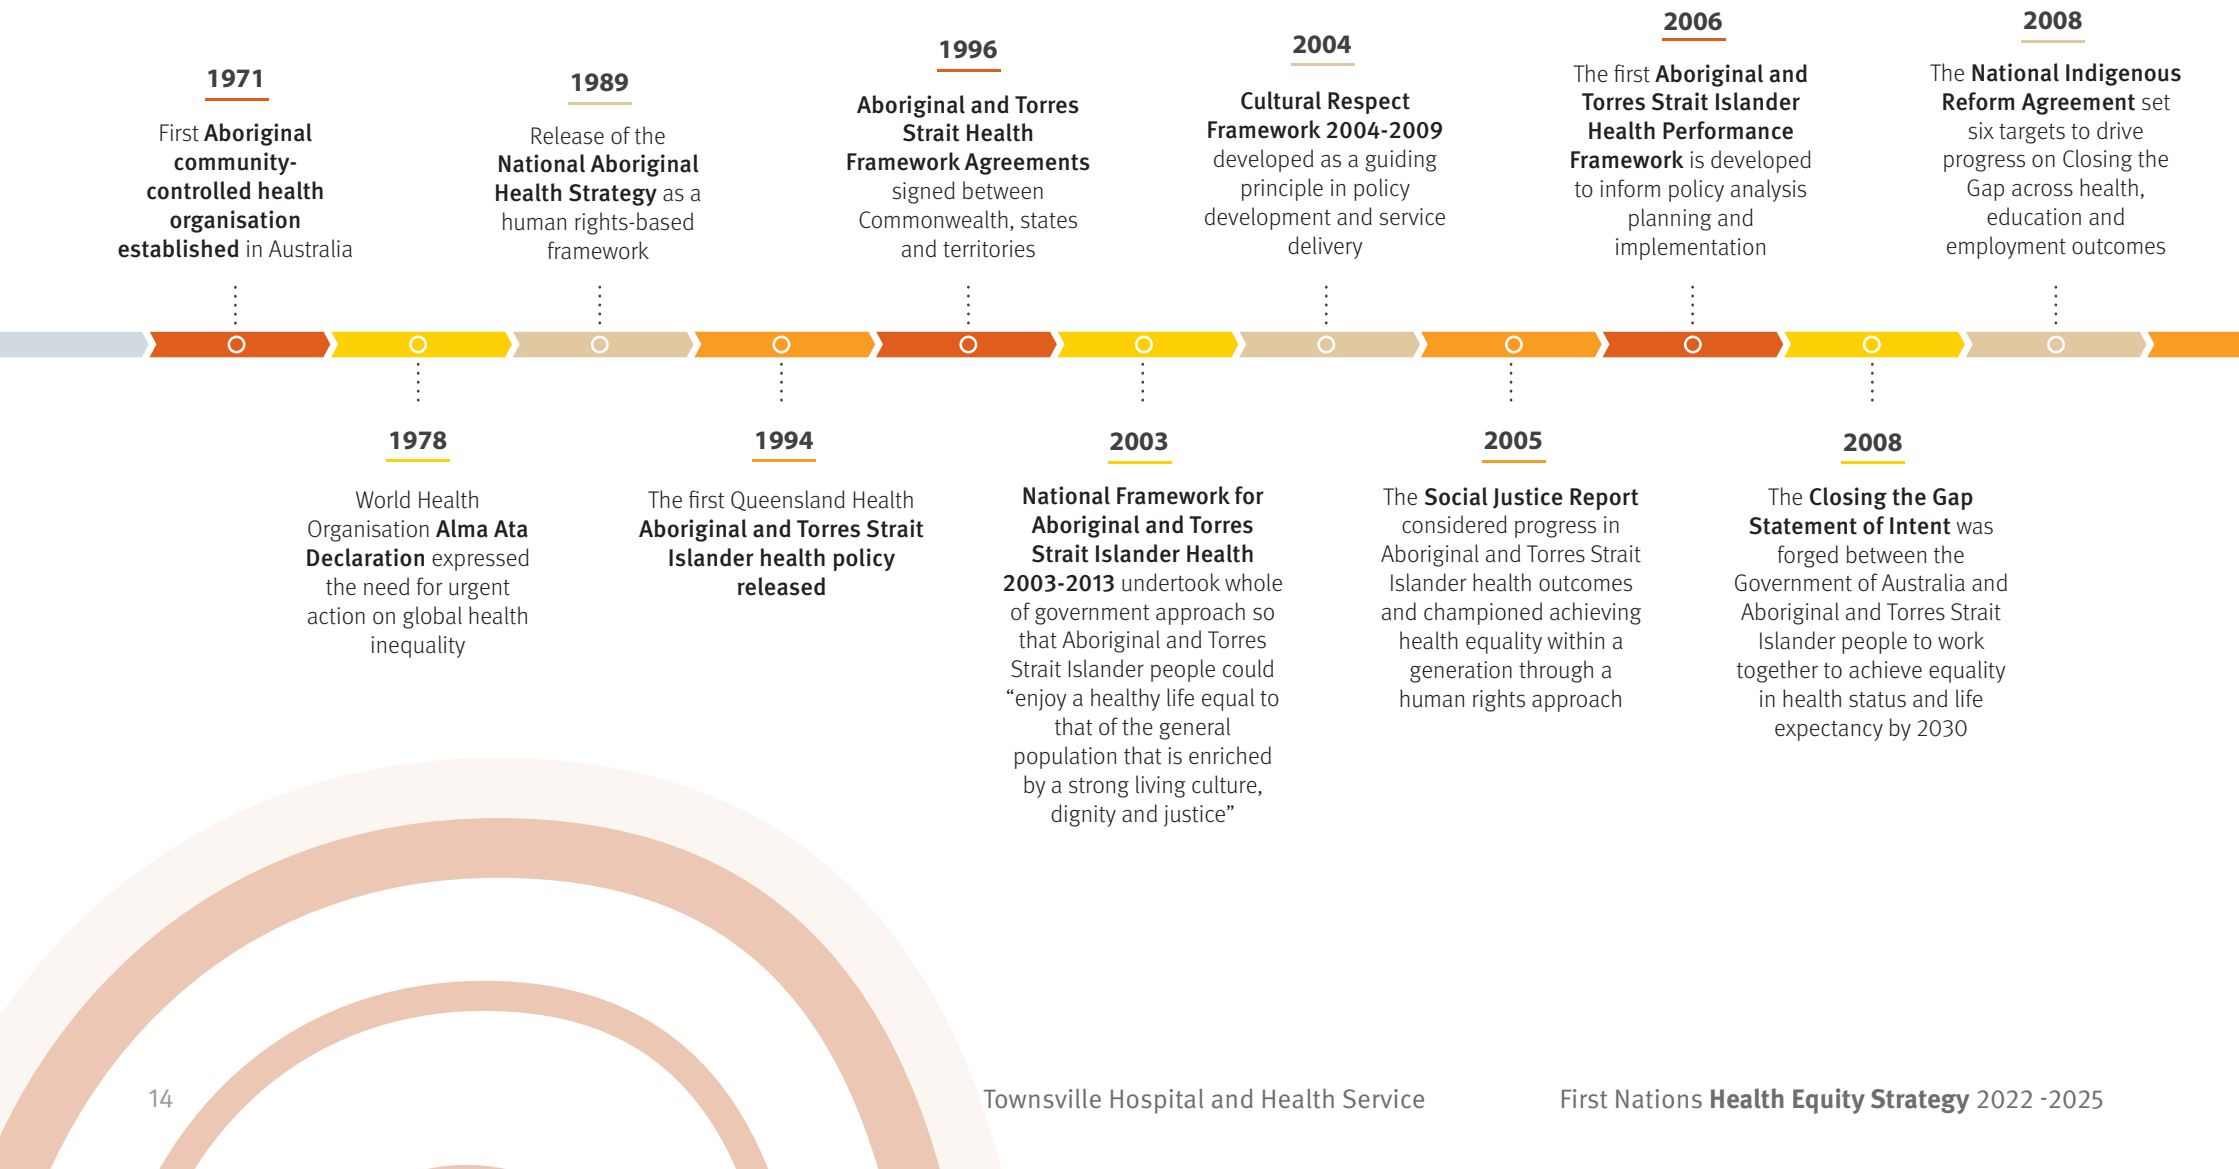 1971
First Aboriginal
community-
controlled health
organisation
established in Australia
1978
World Health
Organisation Alma Ata
Declaration expressed
the need for urgent
action on global health
inequality
1989
Release of the
National Aboriginal
Health Strategy as a
human rights-based
framework
1994
The first Queensland Health
Aboriginal and Torres Strait
Islander health policy
released
1996
Aboriginal and Torres
Strait Health
Framework Agreements
signed between
Commonwealth, states
and territories
2003
National Framework for
Aboriginal and Torres
Strait Islander Health
2003-2013 undertook whole
of government approach so
that Aboriginal and Torres
Strait Islander people could
“enjoy a healthy life equal to
that of the general
population that is enriched
by a strong living culture,
dignity and justice”
2004
Cultural Respect
Framework 2004-2009
developed as a guiding
principle in policy
development and service
delivery
2005
The Social Justice Report
considered progress in
Aboriginal and Torres Strait
Islander health outcomes
and championed achieving
health equality within a
generation through a
human rights approach
2006
The first Aboriginal and
Torres Strait Islander
Health Performance
Framework is developed
to inform policy analysis
planning and
implementation
2008
The Closing the Gap
Statement of Intent was
forged between the
Government of Australia and
Aboriginal and Torres Strait
Islander people to work
together to achieve equality
in health status and life
expectancy by 2030
2008
The National Indigenous
Reform Agreement set
six targets to drive
progress on Closing the
Gap across health,
education and
employment outcomes
14
Townsville Hospital and Health Service
First Nations Health Equity Strategy 2022 -2025